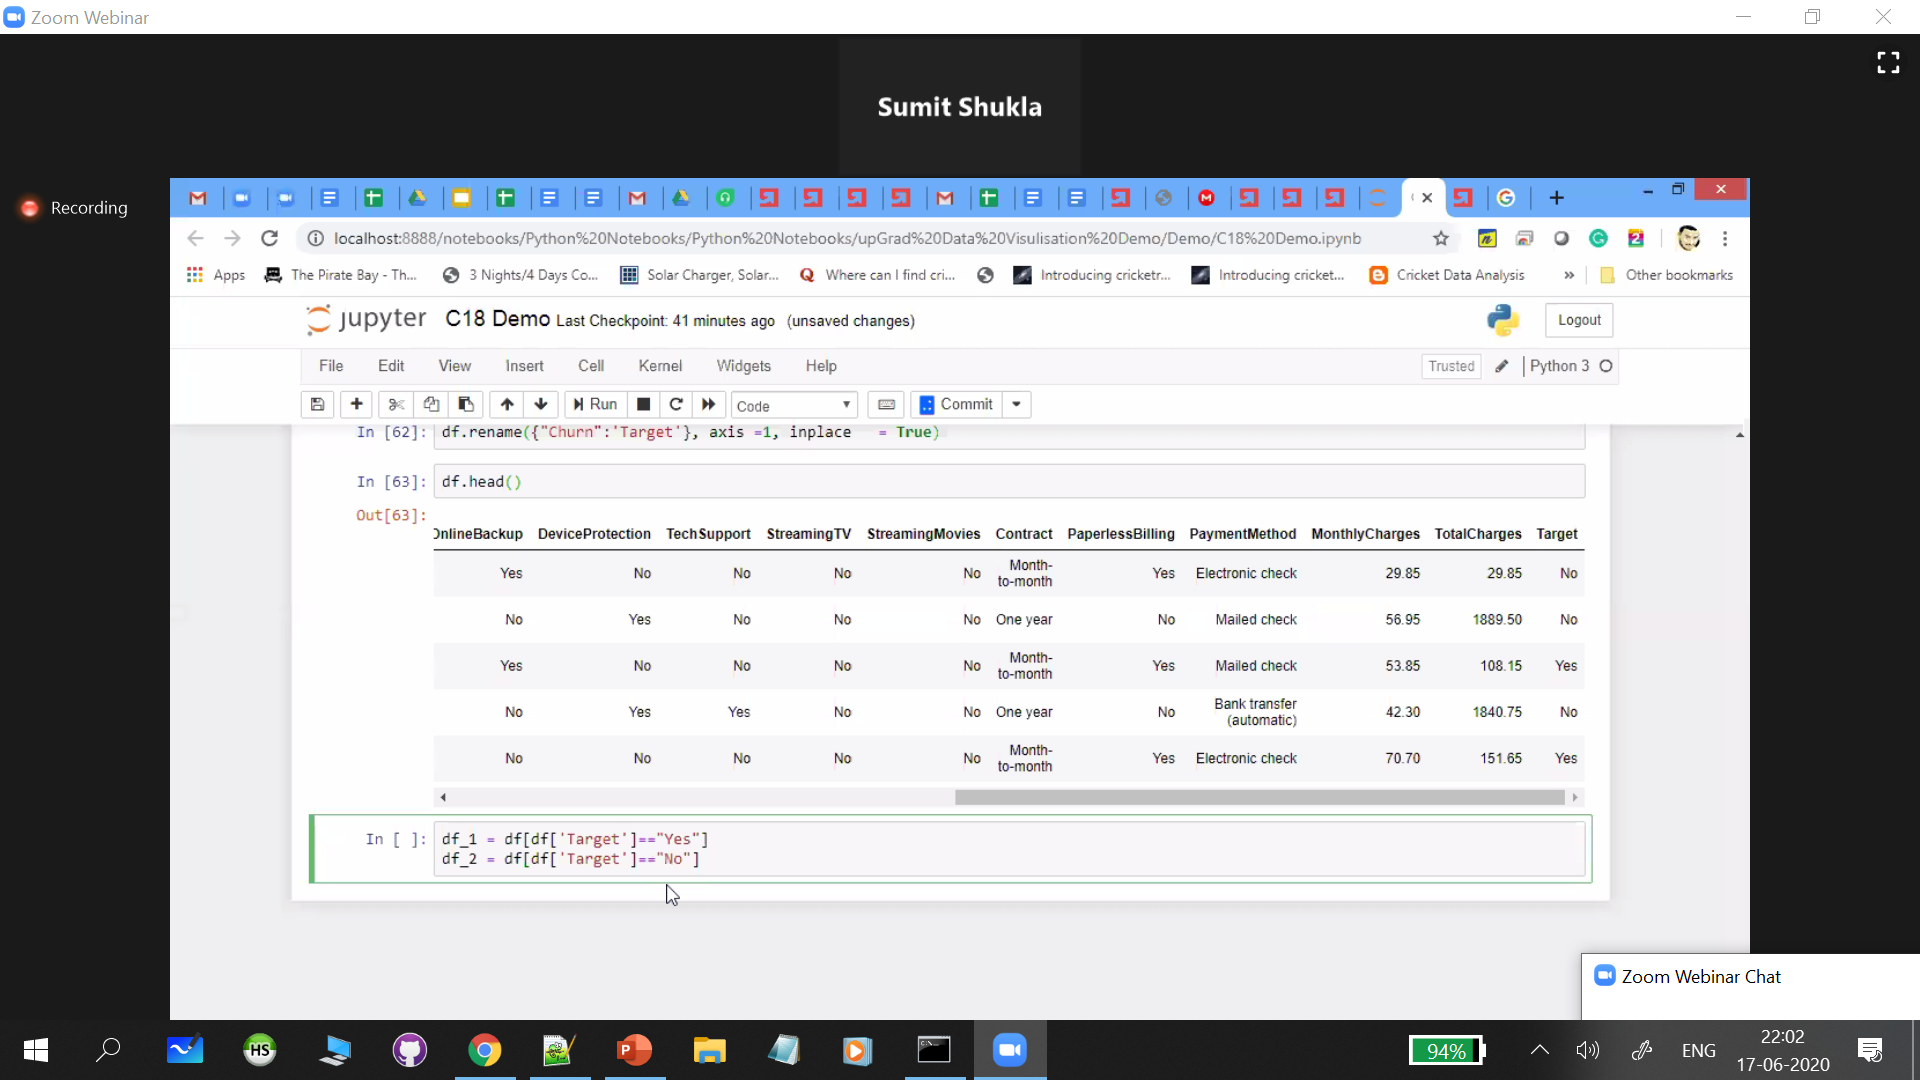 Zoom Webinar
Sumit Shukla
Recording
localhost:8888/notebooks/Python%20Notebooks/Python%20Notebooks/upGrad%20Data%20Visulisation%20Demo/Demo/C18%20Demo.ipynb
Apps The Pirate Bay - Th... 3 Nights/4 Days Co... Solar Charger, Solar... Where can I find cri... Introducing cricketr... Introducing cricket... Cricket Data Analysis » Other bookmarks
jupyter C18 Demo Last Checkpoint: 41 minutes ago (unsaved changes) Logout
File Edit View Insert Cell Kernel Widgets Help Trusted Python 3
Run Code Commit
In [62]: df.rename({"Churn":'Target'}, axis =1, inplace = True)
In [63]: df.head()
Out[63]:
OnlineBackup DeviceProtection TechSupport StreamingTV StreamingMovies Contract PaperlessBilling PaymentMethod MonthlyCharges TotalCharges Target
Yes No No No No Month-to-month Yes Electronic check 29.85 29.85 No
No Yes No No No One year No Mailed check 56.95 1889.50 No
Yes No No No No Month-to-month Yes Mailed check 53.85 108.15 Yes
No Yes Yes No No One year No Bank transfer (automatic) 42.30 1840.75 No
No No No No No Month-to-month Yes Electronic check 70.70 151.65 Yes
In [ ]: df_1 = df[df['Target']=="Yes"]
df_2 = df[df['Target']=="No"]
Zoom Webinar Chat
HS
94% ENG 22:02
17-06-2020